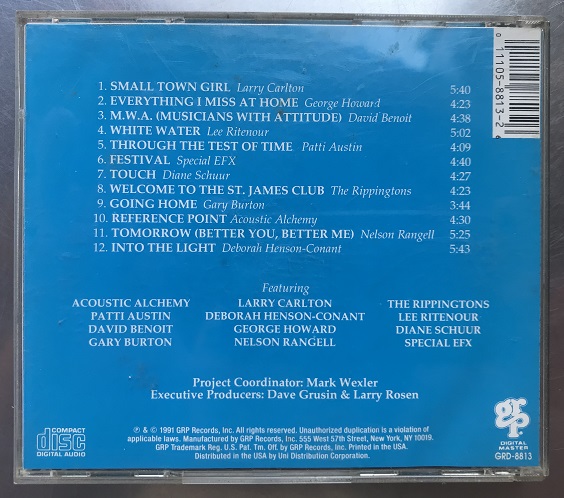 0 11105-8813-2 6
1. SMALL TOWN GIRL Larry Carlton 5:40
2. EVERYTHING I MISS AT HOME George Howard 4:23
3. M.W.A. (MUSICIANS WITH ATTITUDE) David Benoit 4:38
4. WHITE WATER Lee Ritenour 5:02
5. THROUGH THE TEST OF TIME Patti Austin 4:09
6. FESTIVAL Special EFX 4:40
7. TOUCH Diane Schuur 4:27
8. WELCOME TO THE ST. JAMES CLUB The Rippingtons 4:23
9. GOING HOME Gary Burton 3:44
10. REFERENCE POINT Acoustic Alchemy 4:30
11. TOMORROW (BETTER YOU, BETTER ME) Nelson Rangell 5:25
12. INTO THE LIGHT Deborah Henson-Conant 5:43
Featuring
ACOUSTIC ALCHEMY LARRY CARLTON THE RIPPINGTONS
PATTI AUSTIN DEBORAH HENSON-CONANT LEE RITENOUR
DAVID BENOIT GEORGE HOWARD DIANE SCHUUR
GARY BURTON NELSON RANGELL SPECIAL EFX
Project Coordinator: Mark Wexler
Executive Producers: Dave Grusin & Larry Rosen
COMPACT
disc
DIGITAL AUDIO
℗ & © 1991 GRP Records, Inc. All rights reserved. Unauthorized duplication is a violation of
applicable laws. Manufactured by GRP Records, Inc. 555 West 57th Street, New York, NY 10019.
GRP Trademark Reg. U.S. Pat. Tm. Off. by GRP Records, Inc. Printed in the USA.
Distributed in the USA by Uni Distribution Corporation.
grp
DIGITAL
MASTER
GRD-8813